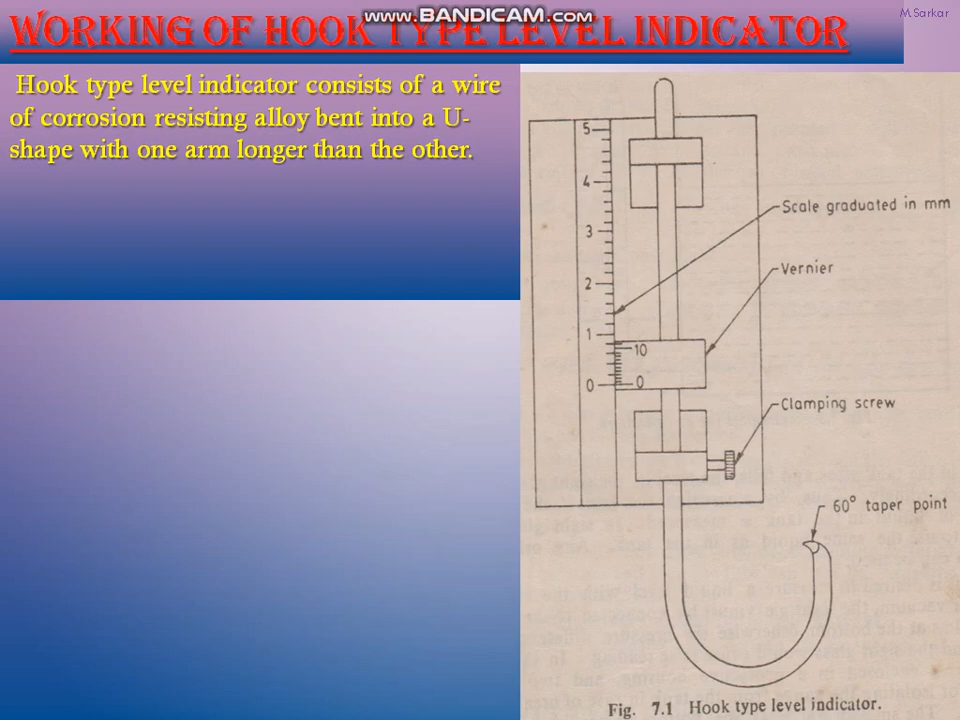 www.BANDICAM.com
M.Sarkar
WORKING OF HOOK TYPE LEVEL INDICATOR
Hook type level indicator consists of a wire
of corrosion resisting alloy bent into a U-
shape with one arm longer than the other.
5
4
Scale graduated in mm
3
Vernier
2
1
10
0
0
Clamping screw
60° taper point
Fig. 7.1 Hook type level indicator.